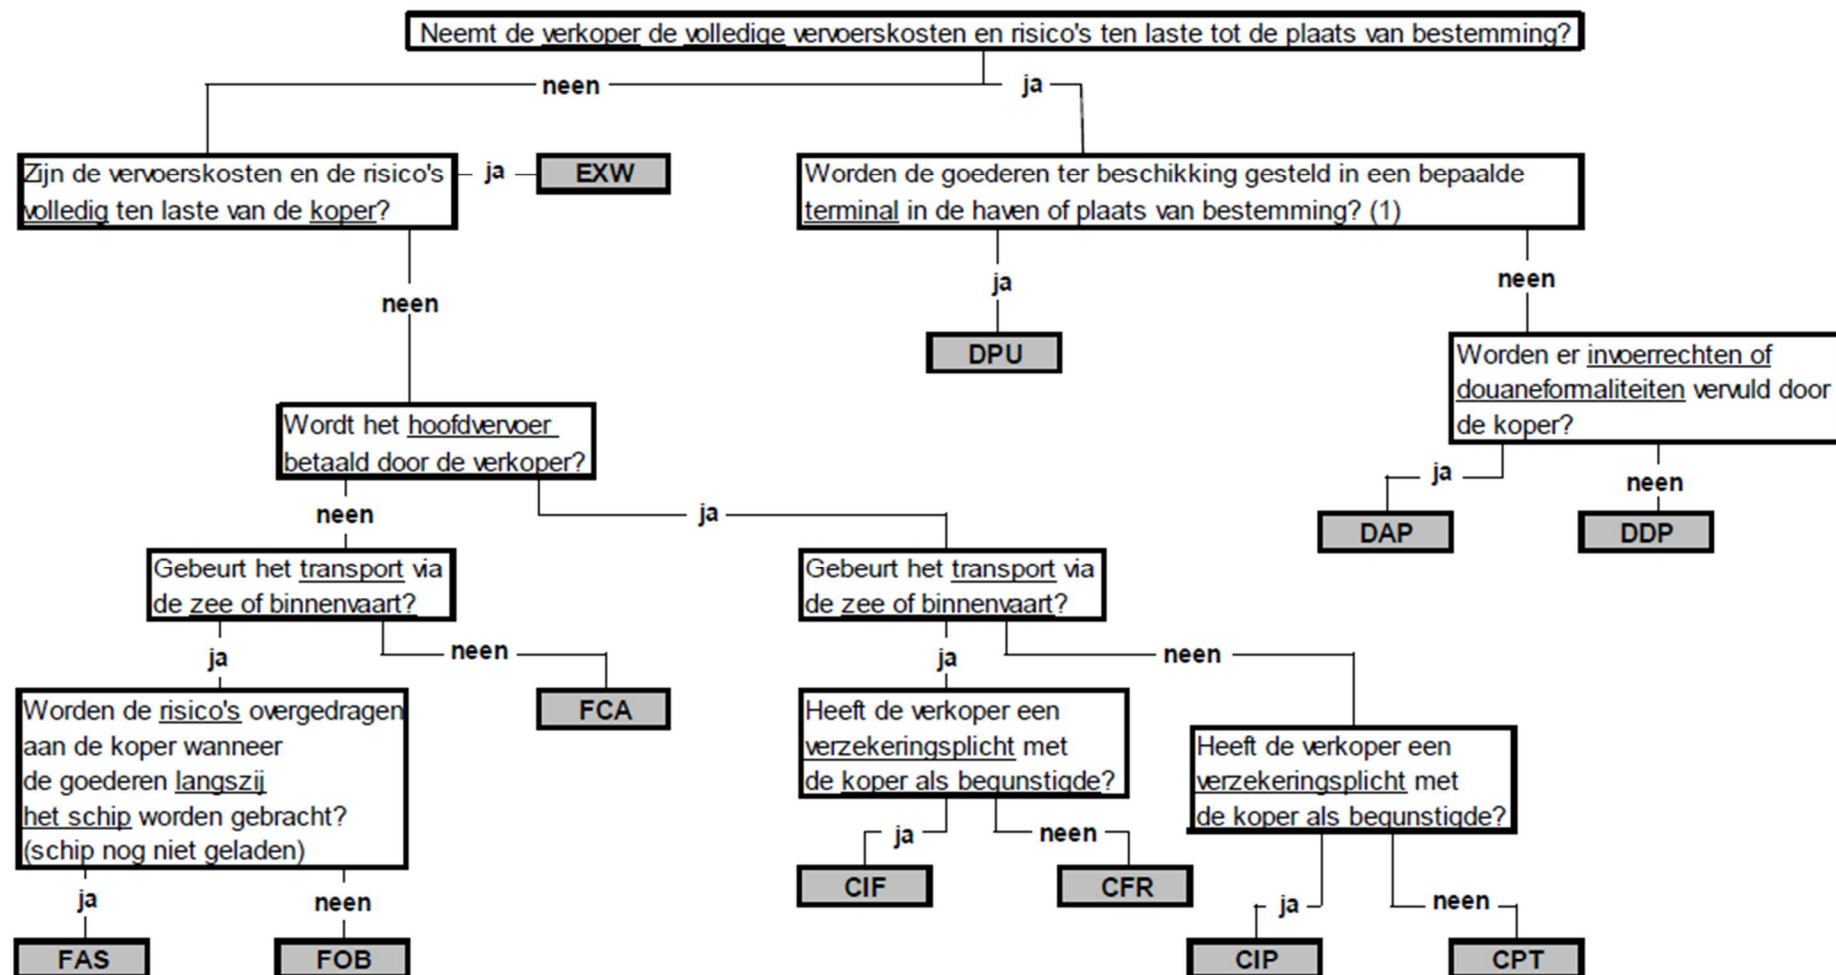 Neemt de verkoper de volledige vervoerskosten en risico's ten laste tot de plaats van bestemming?
neen
ja
Zijn de vervoerskosten en de risico's
volledig ten laste van de koper?
ja
EXW
Worden de goederen ter beschikking gesteld in een bepaalde
terminal in de haven of plaats van bestemming? (1)
neen
ja
neen
DPU
Worden er invoerrechten of
douaneformaliteiten vervuld door
de koper?
Wordt het hoofdvervoer
betaald door de verkoper?
ja
neen
DAP
DDP
neen
ja
Gebeurt het transport via
de zee of binnenvaart?
Gebeurt het transport via
de zee of binnenvaart?
ja
neen
FCA
ja
neen
Worden de risico's overgedragen
aan de koper wanneer
de goederen langszij
het schip worden gebracht?
(schip nog niet geladen)
Heeft de verkoper een
verzekeringsplicht met
de koper als begunstigde?
Heeft de verkoper een
verzekeringsplicht met
de koper als begunstigde?
ja
neen
CIF
CFR
ja
neen
ja
neen
FAS
FOB
CIP
CPT